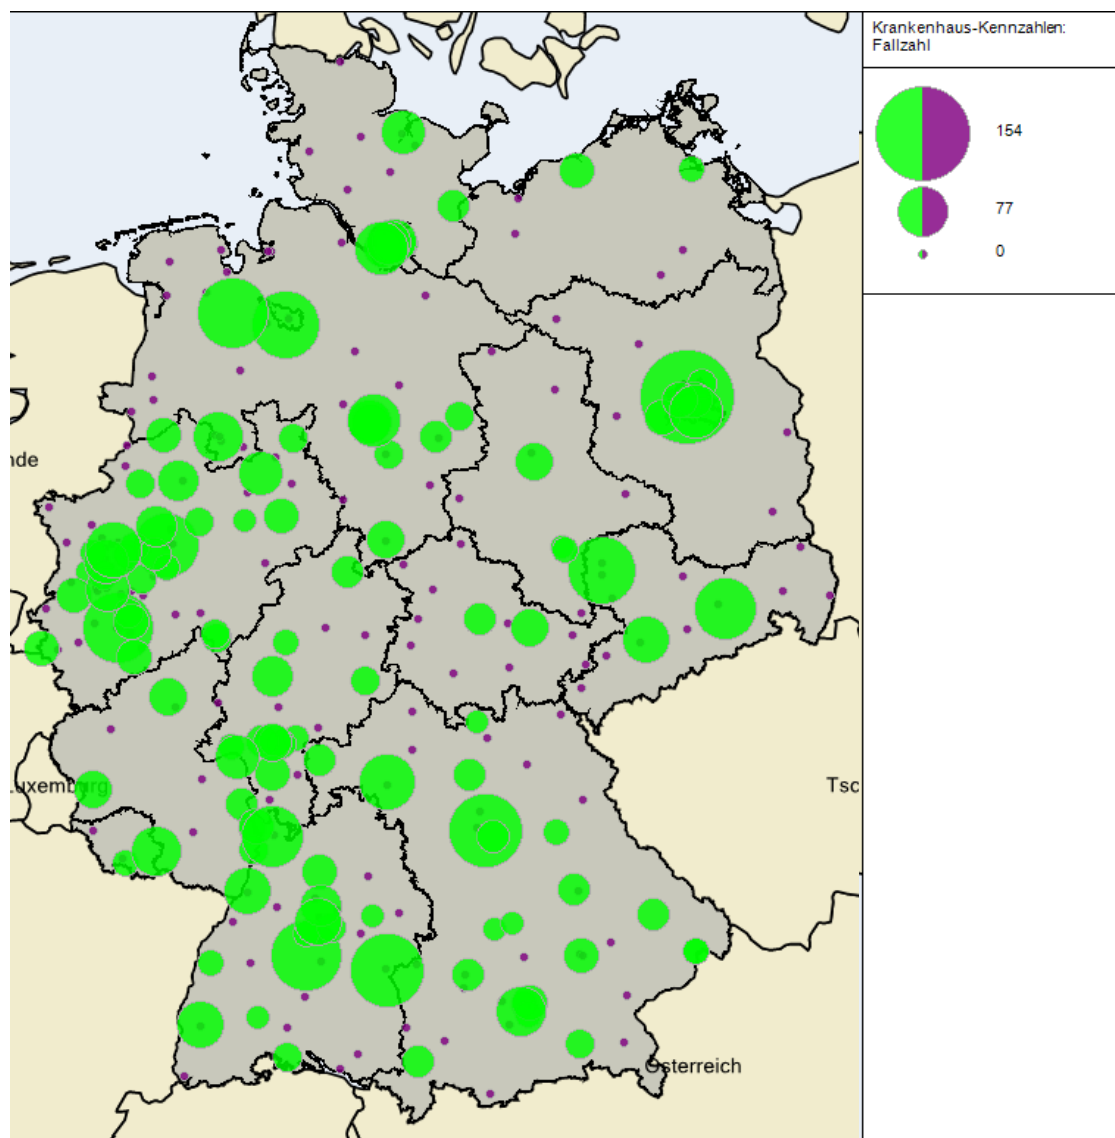 Krankenhaus-Kennzahlen:
Fallzahl
154
77
0
nde
Luxemburg
Tsc
Österreich